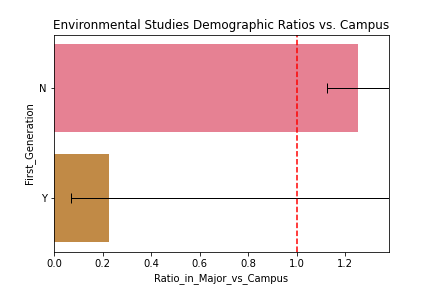 Environmental Studies Demographic Ratios vs. Campus
First_Generation
N
Y
0.0 0.2 0.4 0.6 0.8 1.0 1.2
Ratio_in_Major_vs_Campus